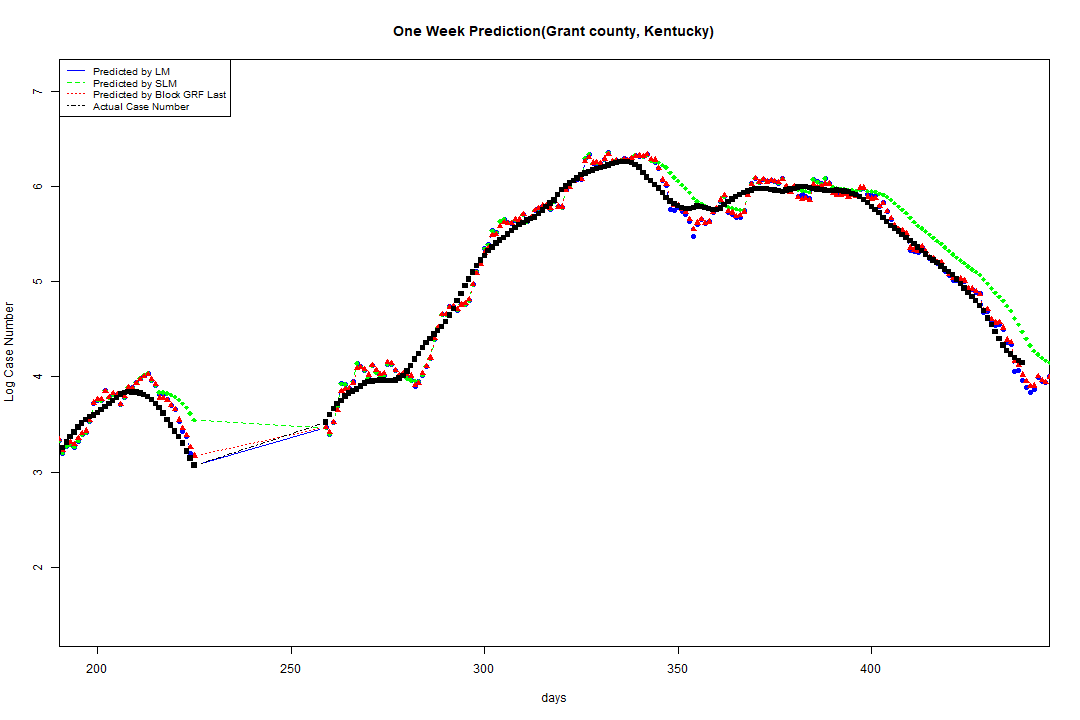 One Week Prediction(Grant county, Kentucky)
Predicted by LM
Predicted by SLM
Predicted by Block GRF Last
Actual Case Number
Log Case Number
7
6
5
4
3
2
200 250 300 350 400
days